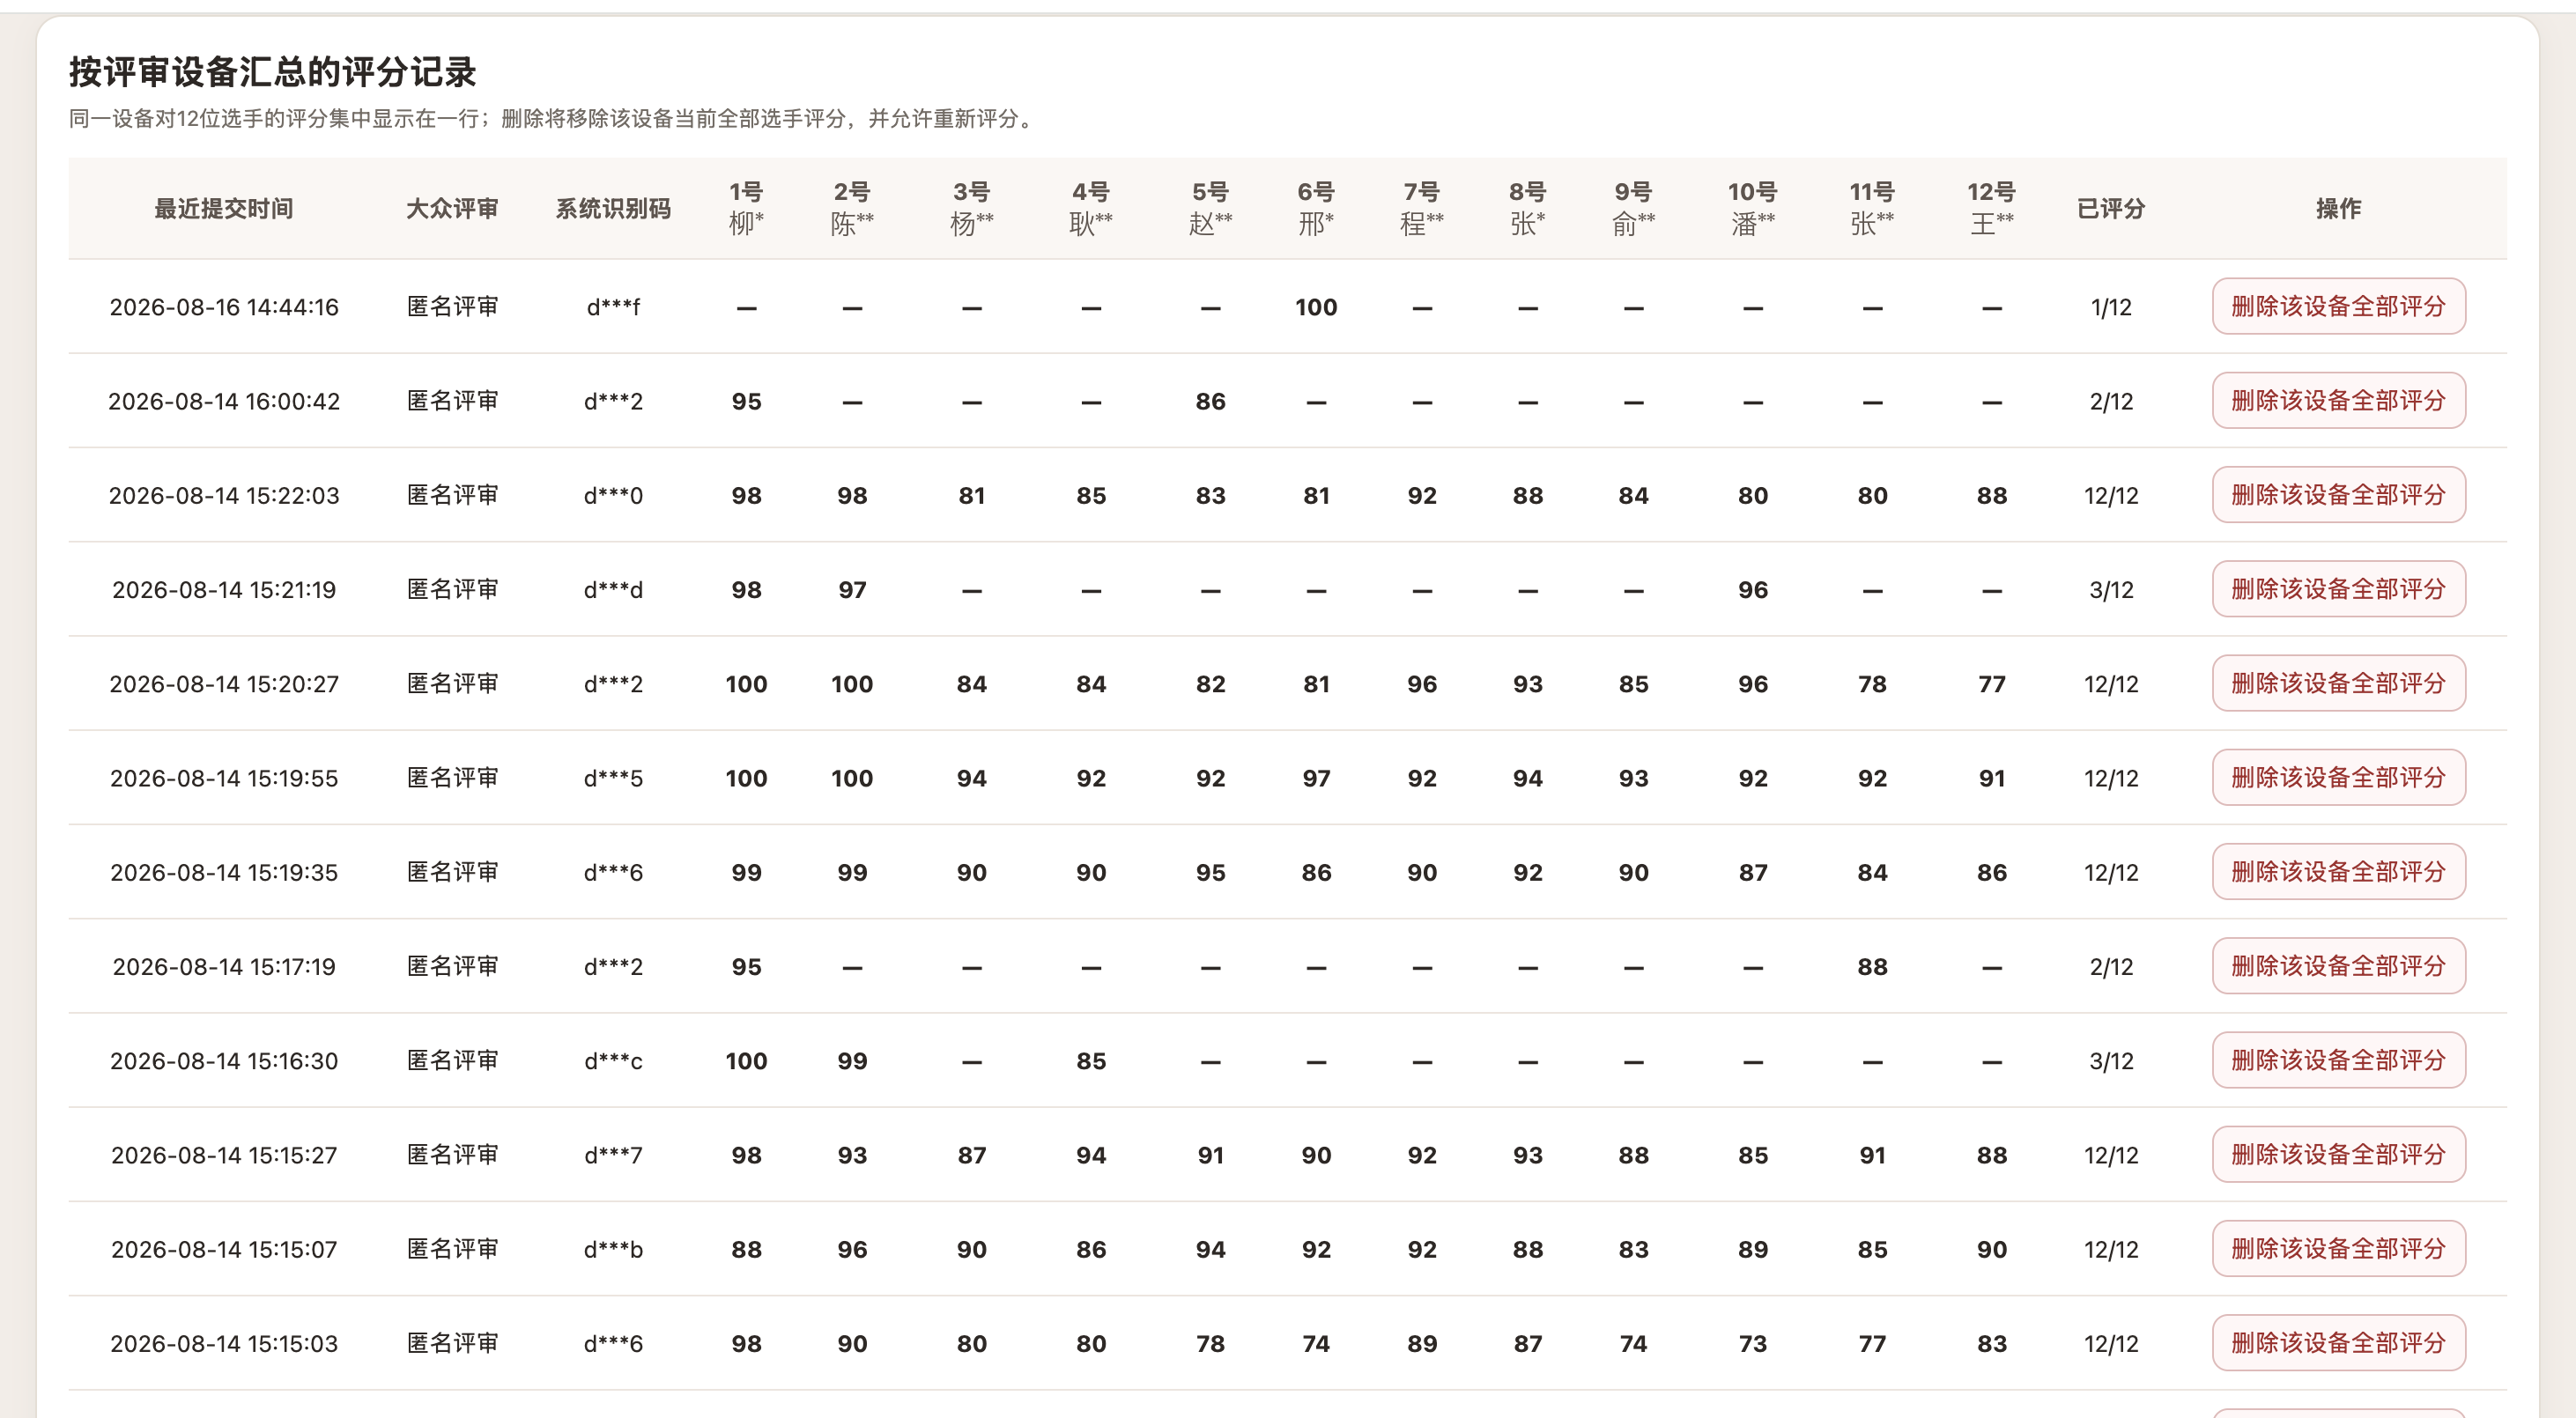 按评审设备汇总的评分记录
同一设备对12位选手的评分集中显示在一行；删除将移除该设备当前全部选手评分，并允许重新评分。
最近提交时间 大众评审 系统识别码 1号 柳* 2号 陈** 3号 杨** 4号 耿** 5号 赵** 6号 邢* 7号 程** 8号 张* 9号 俞** 10号 潘** 11号 张** 12号 王** 已评分 操作
2026-08-16 14:44:16 匿名评审 d***f — — — — — 100 — — — — — — 1/12 删除该设备全部评分
2026-08-14 16:00:42 匿名评审 d***2 95 — — — 86 — — — — — — — 2/12 删除该设备全部评分
2026-08-14 15:22:03 匿名评审 d***0 98 98 81 85 83 81 92 88 84 80 80 88 12/12 删除该设备全部评分
2026-08-14 15:21:19 匿名评审 d***d 98 97 — — — — — — — 96 — — 3/12 删除该设备全部评分
2026-08-14 15:20:27 匿名评审 d***2 100 100 84 84 82 81 96 93 85 96 78 77 12/12 删除该设备全部评分
2026-08-14 15:19:55 匿名评审 d***5 100 100 94 92 92 97 92 94 93 92 92 91 12/12 删除该设备全部评分
2026-08-14 15:19:35 匿名评审 d***6 99 99 90 90 95 86 90 92 90 87 84 86 12/12 删除该设备全部评分
2026-08-14 15:17:19 匿名评审 d***2 95 — — — — — — — — — 88 — 2/12 删除该设备全部评分
2026-08-14 15:16:30 匿名评审 d***c 100 99 — 85 — — — — — — — — 3/12 删除该设备全部评分
2026-08-14 15:15:27 匿名评审 d***7 98 93 87 94 91 90 92 93 88 85 91 88 12/12 删除该设备全部评分
2026-08-14 15:15:07 匿名评审 d***b 88 96 90 86 94 92 92 88 83 89 85 90 12/12 删除该设备全部评分
2026-08-14 15:15:03 匿名评审 d***6 98 90 80 80 78 74 89 87 74 73 77 83 12/12 删除该设备全部评分